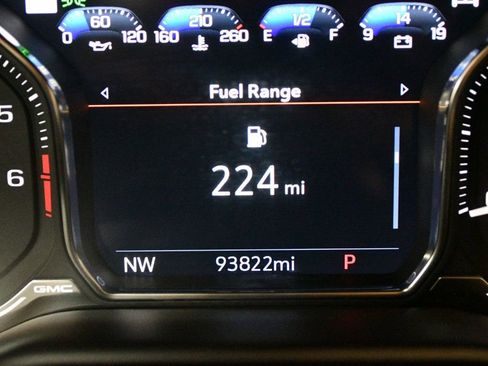 60 210 1/2 14
0 120 160 260 E F 9 19
Fuel Range
224 mi
5
6
NW 93822mi P
GMC